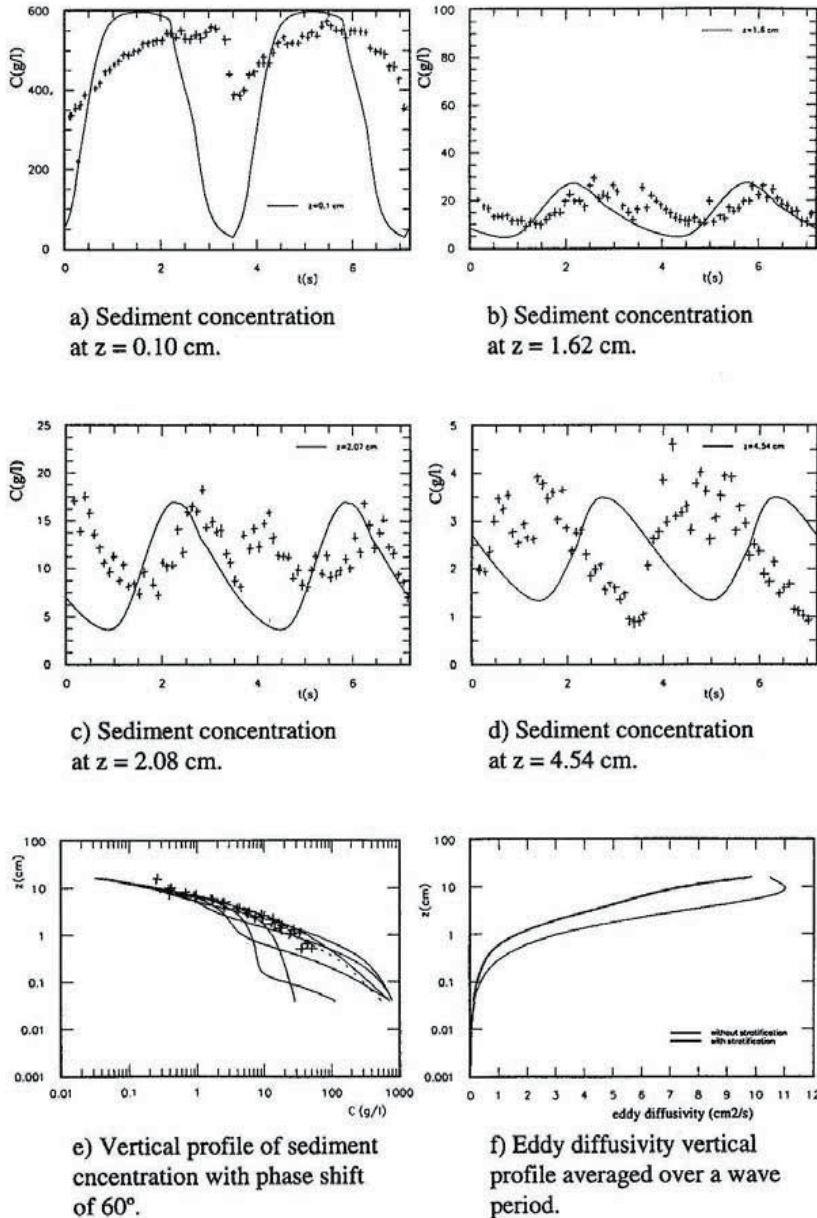 600
400
200
0
C(g/l)
z=0,1 cm
0 2 4 6
t(s)
a) Sediment concentration
at z = 0.10 cm.
100
80
60
40
20
0
C(g/l)
z=1,6 cm
0 2 4 6
t(s)
b) Sediment concentration
at z = 1.62 cm.
25
20
15
10
5
0
C(g/l)
z=2,07 cm
0 2 4 6
t(s)
c) Sediment concentration
at z = 2.08 cm.
5
4
3
2
1
0
C(g/l)
z=4,54 cm
0 2 4 6
t(s)
d) Sediment concentration
at z = 4.54 cm.
100
10
1
0.1
0.01
0.001
z(cm)
0.01 0.1 1 10 100 1000
C (g/l)
e) Vertical profile of sediment
cncentration with phase shift
of 60°.
100
10
1
0.1
0.01
0.001
z(cm)
without stratification
with stratification
0 1 2 3 4 5 6 7 8 9 10 11 12
eddy diffusivity (cm2/s)
f) Eddy diffusivity vertical
profile averaged over a wave
period.